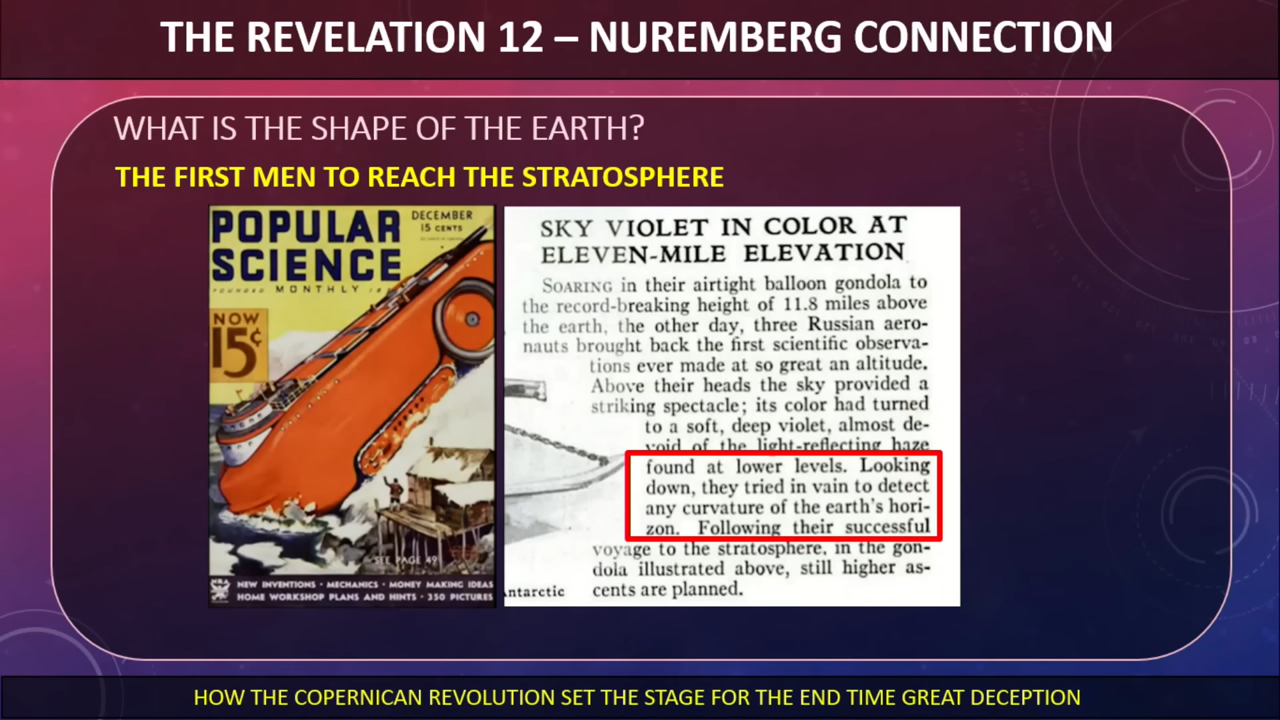 THE REVELATION 12 – NUREMBERG CONNECTION
WHAT IS THE SHAPE OF THE EARTH?
THE FIRST MEN TO REACH THE STRATOSPHERE
POPULAR
SCIENCE
DECEMBER
15 CENTS
FOUNDED MONTHLY
NOW
15¢
SEE PAGE 49
NEW INVENTIONS • MECHANICS • MONEY MAKING IDEAS
HOME WORKSHOP PLANS AND HINTS • 350 PICTURES
SKY VIOLET IN COLOR AT
ELEVEN-MILE ELEVATION
SOARING in their airtight balloon gondola to
the record-breaking height of 11.8 miles above
the earth, the other day, three Russian aero-
nauts brought back the first scientific observa-
tions ever made at so great an altitude.
Above their heads the sky provided a
striking spectacle; its color had turned
to a soft, deep violet, almost de-
void of the light-reflecting haze
found at lower levels. Looking
down, they tried in vain to detect
any curvature of the earth's hori-
zon. Following their successful
voyage to the stratosphere, in the gon-
dola illustrated above, still higher as-
cents are planned.
ntarctic
HOW THE COPERNICAN REVOLUTION SET THE STAGE FOR THE END TIME GREAT DECEPTION